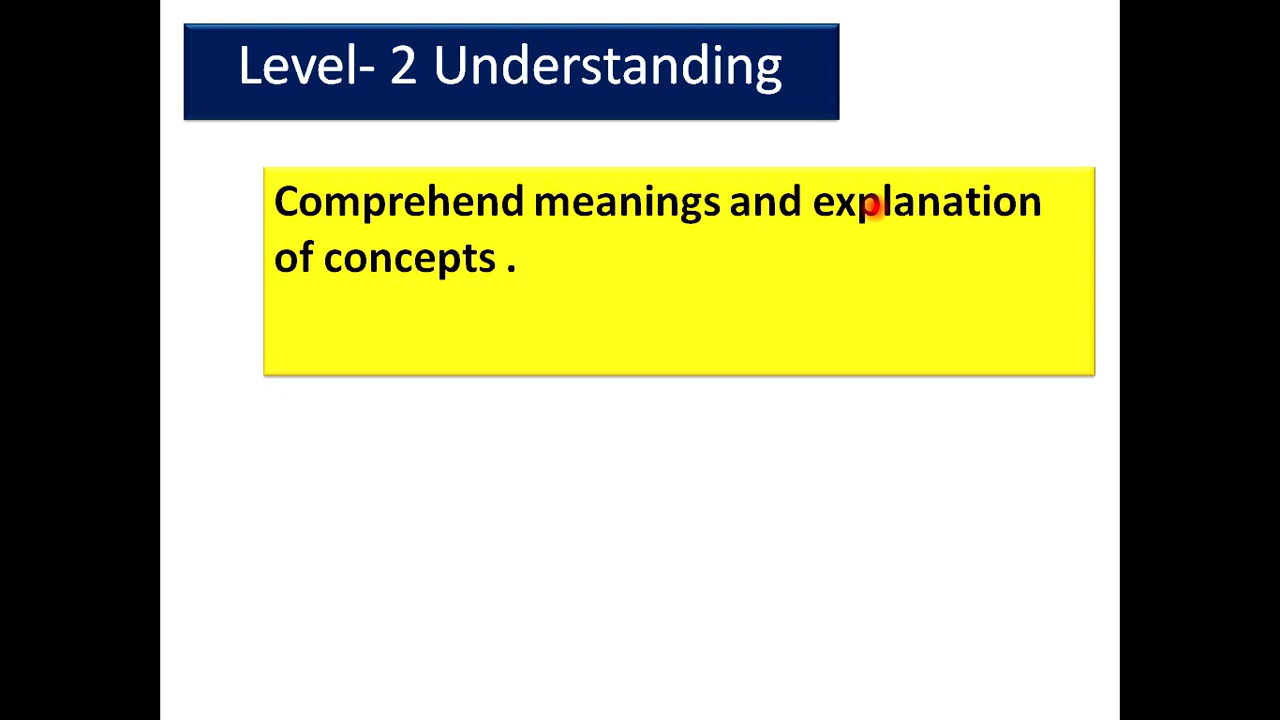 Level- 2 Understanding
Comprehend meanings and explanation
of concepts .